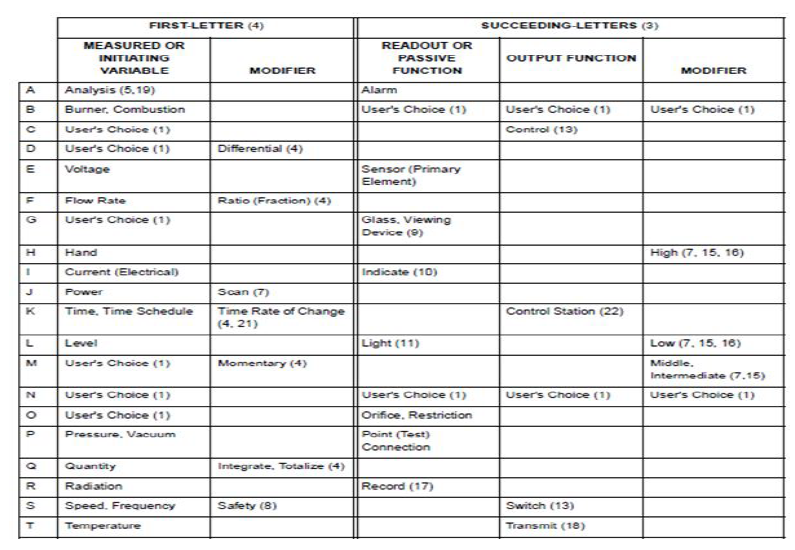 FIRST-LETTER (4) SUCCEEDING-LETTERS (3)
MEASURED OR INITIATING VARIABLE MODIFIER READOUT OR PASSIVE FUNCTION OUTPUT FUNCTION MODIFIER
A Analysis (5,19) Alarm
B Burner, Combustion User's Choice (1) User's Choice (1) User's Choice (1)
C User's Choice (1) Control (13)
D User's Choice (1) Differential (4)
E Voltage Sensor (Primary Element)
F Flow Rate Ratio (Fraction) (4)
G User's Choice (1) Glass, Viewing Device (9)
H Hand High (7, 15, 16)
I Current (Electrical) Indicate (10)
J Power Scan (7)
K Time, Time Schedule Time Rate of Change (4, 21) Control Station (22)
L Level Light (11) Low (7, 15, 16)
M User's Choice (1) Momentary (4) Middle, Intermediate (7,15)
N User's Choice (1) User's Choice (1) User's Choice (1) User's Choice (1)
O User's Choice (1) Orifice, Restriction
P Pressure, Vacuum Point (Test) Connection
Q Quantity Integrate, Totalize (4)
R Radiation Record (17)
S Speed, Frequency Safety (8) Switch (13)
T Temperature Transmit (18)